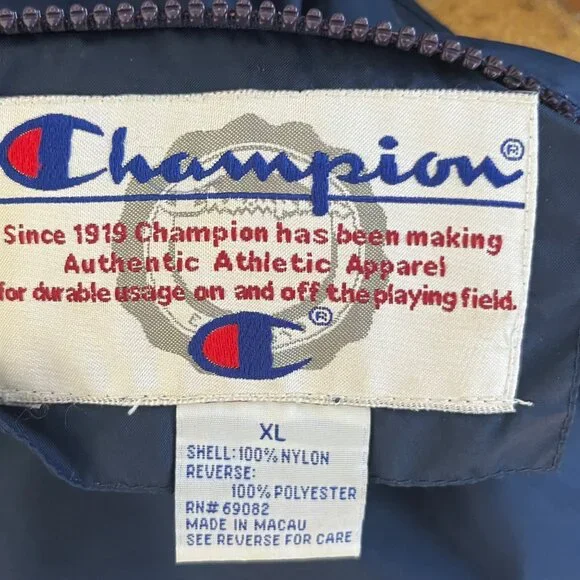 Champion®
Since 1919 Champion has been making
Authentic Athletic Apparel
for durable usage on and off the playing field.
®
XL
SHELL: 100% NYLON
REVERSE:
100% POLYESTER
RN# 69082
MADE IN MACAU
SEE REVERSE FOR CARE